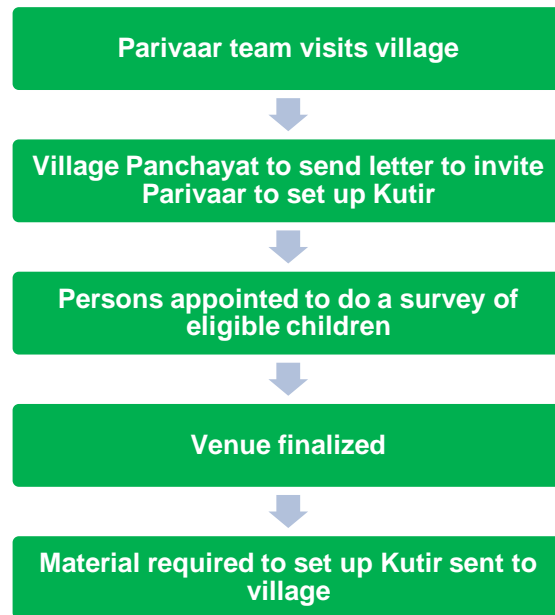 Parivaar team visits village
Village Panchayat to send letter to invite
Parivaar to set up Kutir
Persons appointed to do a survey of
eligible children
Venue finalized
Material required to set up Kutir sent to
village